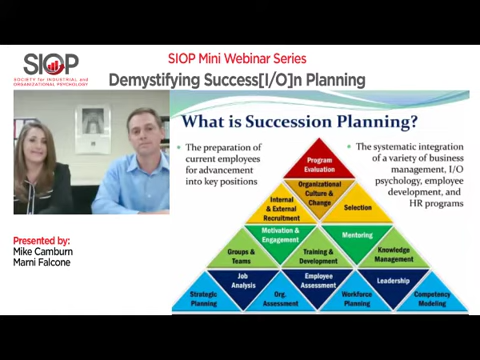 SIOP
SOCIETY for INDUSTRIAL and
ORGANIZATIONAL PSYCHOLOGY
SIOP Mini Webinar Series
Demystifying Success[I/O]n Planning
What is Succession Planning?
• The preparation of
current employees
for advancement
into key positions
• The systematic integration
of a variety of business
management, I/O
psychology, employee
development, and
HR programs
Program
Evaluation
Organizational
Culture &
Change
Internal
& External
Recruitment
Selection
Motivation &
Engagement
Mentoring
Groups &
Teams
Training &
Development
Knowledge
Management
Job
Analysis
Employee
Assessment
Leadership
Strategic
Planning
Org.
Assessment
Workforce
Planning
Competency
Modeling
Presented by:
Mike Camburn
Marni Falcone